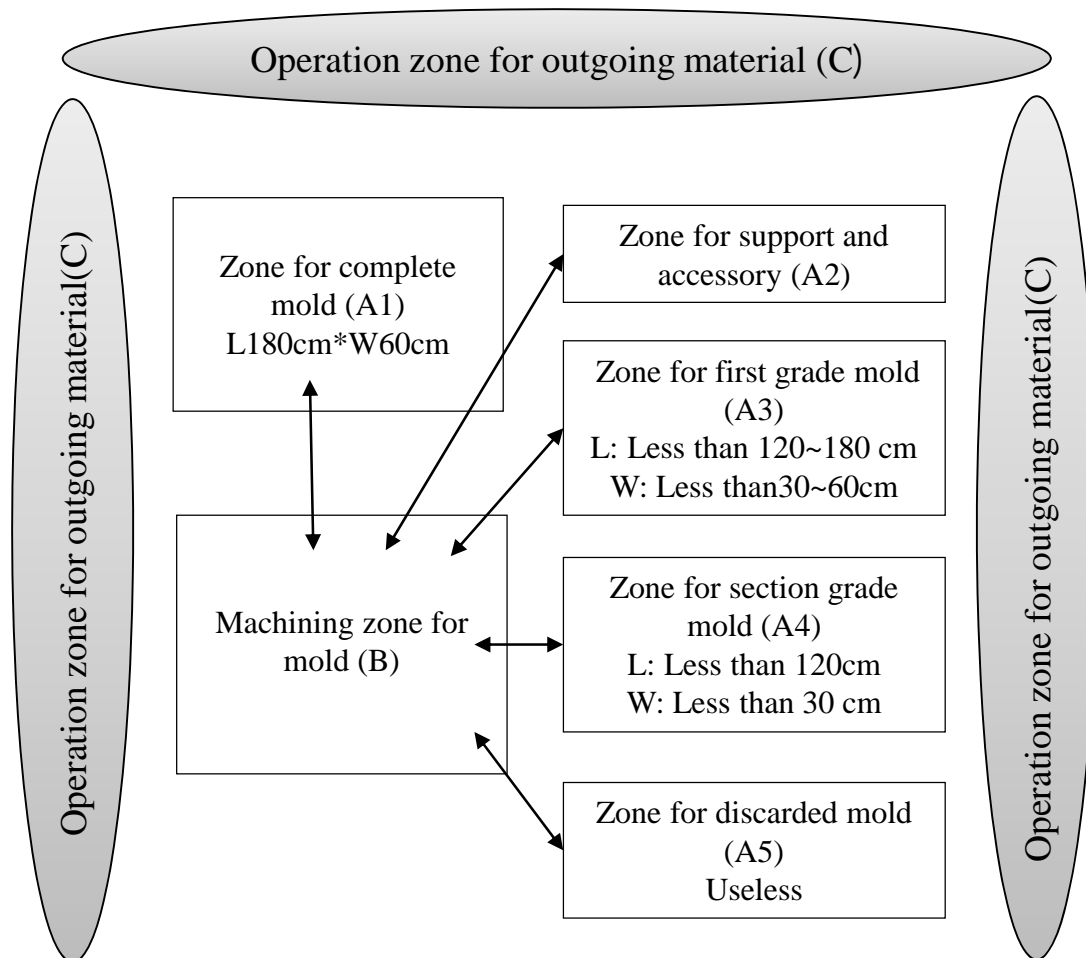 Operation zone for outgoing material (C)
Operation zone for outgoing material(C)
Zone for complete
mold (A1)
L180cm*W60cm
Zone for support and
accessory (A2)
Zone for first grade mold
(A3)
L: Less than 120~180 cm
W: Less than30~60cm
Machining zone for
mold (B)
Zone for section grade
mold (A4)
L: Less than 120cm
W: Less than 30 cm
Zone for discarded mold
(A5)
Useless
Operation zone for outgoing material(C)